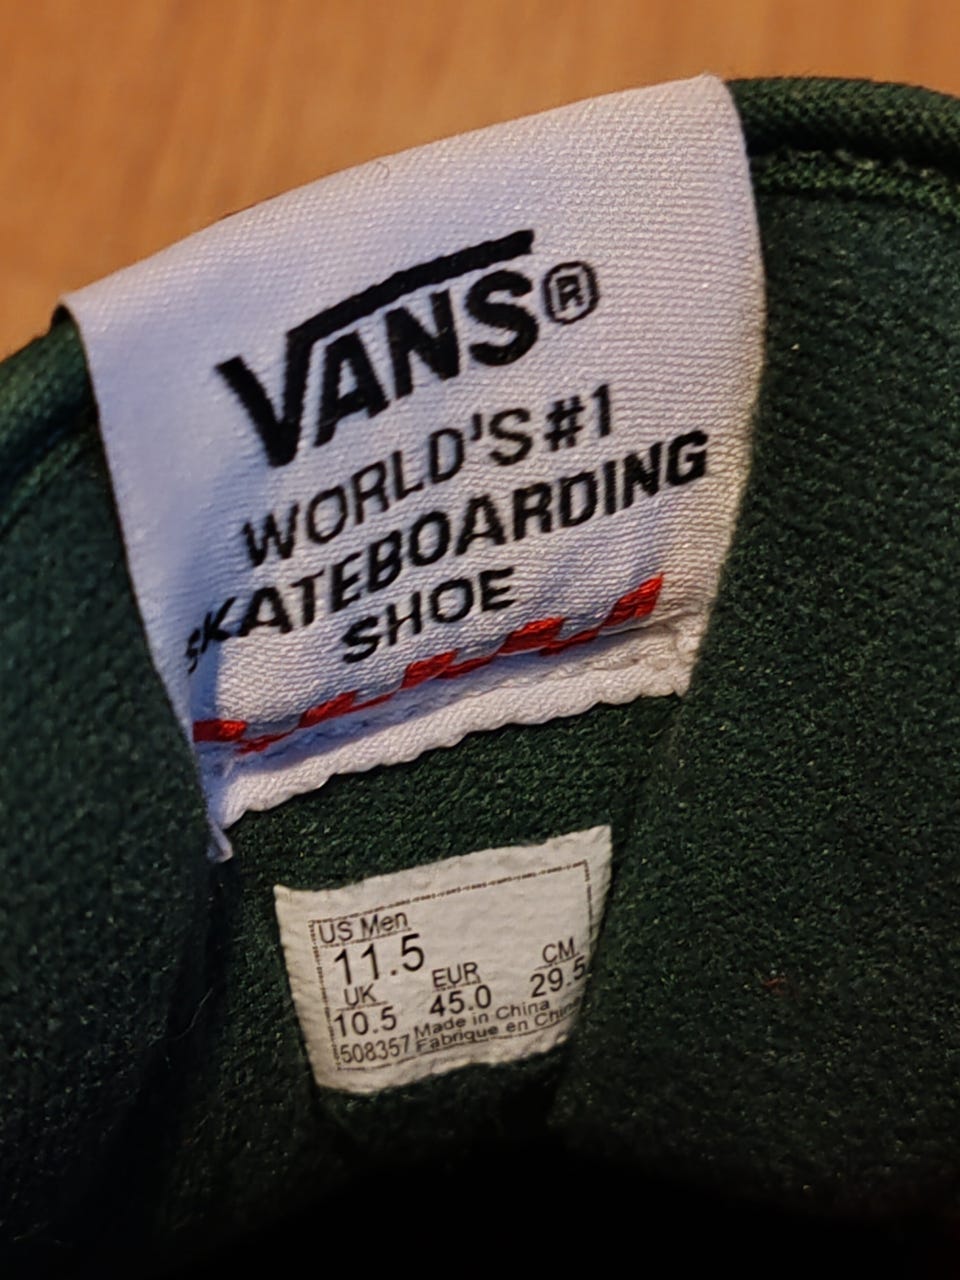 VANS®
WORLD'S #1
SKATEBOARDING
SHOE
US Men
11.5
UK EUR CM
10.5 45.0 29.5
508357 Made in China
Fabrique en Chin